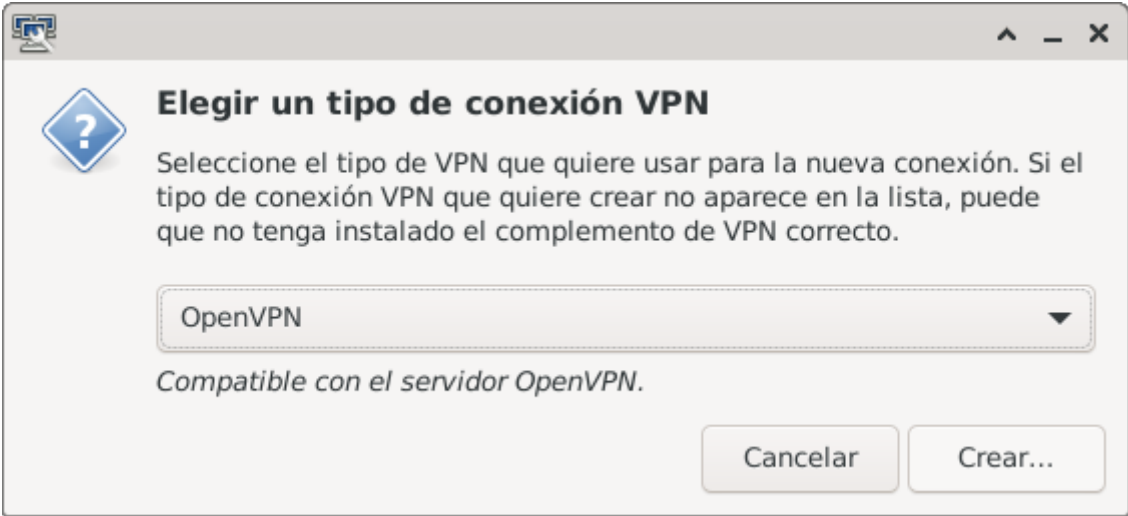 Elegir un tipo de conexión VPN
Seleccione el tipo de VPN que quiere usar para la nueva conexión. Si el
tipo de conexión VPN que quiere crear no aparece en la lista, puede
que no tenga instalado el complemento de VPN correcto.
OpenVPN
Compatible con el servidor OpenVPN.
Cancelar
Crear...